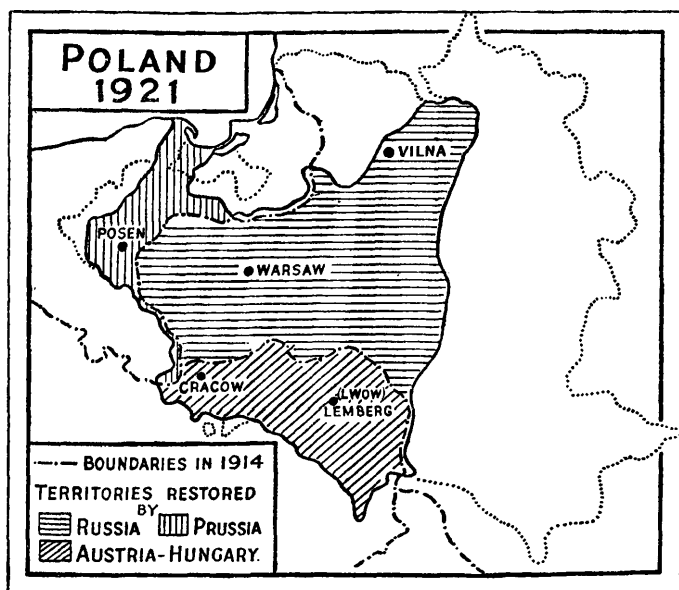 POLAND
1921
VILNA
POSEN
WARSAW
CRACOW
(LWOW)
LEMBERG
BOUNDARIES IN 1914
TERRITORIES RESTORED
BY
RUSSIA PRUSSIA
AUSTRIA-HUNGARY.